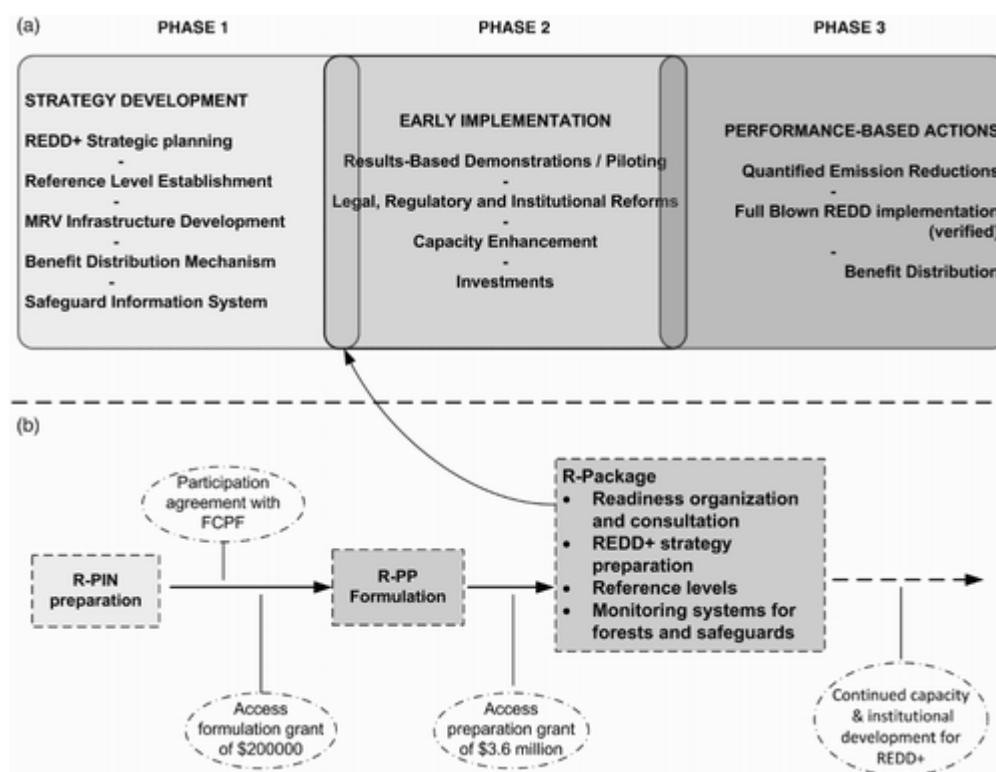 (a)
PHASE 1
PHASE 2
PHASE 3
STRATEGY DEVELOPMENT
REDD+ Strategic planning
-
Reference Level Establishment
-
MRV Infrastructure Development
-
Benefit Distribution Mechanism
-
Safeguard Information System
EARLY IMPLEMENTATION
Results-Based Demonstrations / Piloting
-
Legal, Regulatory and Institutional Reforms
-
Capacity Enhancement
-
Investments
PERFORMANCE-BASED ACTIONS
Quantified Emission Reductions
-
Full Blown REDD implementation
(verified)
-
Benefit Distribution
(b)
Participation
agreement with
FCPF
R-PIN
preparation
Access
formulation grant
of $200000
R-PP
Formulation
Access
preparation grant
of $3.6 million
R-Package
• Readiness organization
and consultation
• REDD+ strategy
preparation
• Reference levels
• Monitoring systems for
forests and safeguards
Continued capacity
& institutional
development for
REDD+